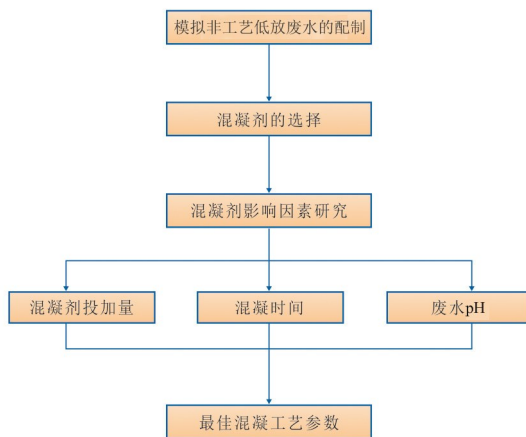 模拟非工艺低放废水的配制
混凝剂的选择
混凝剂影响因素研究
混凝剂投加量
混凝时间
废水pH
最佳混凝工艺参数